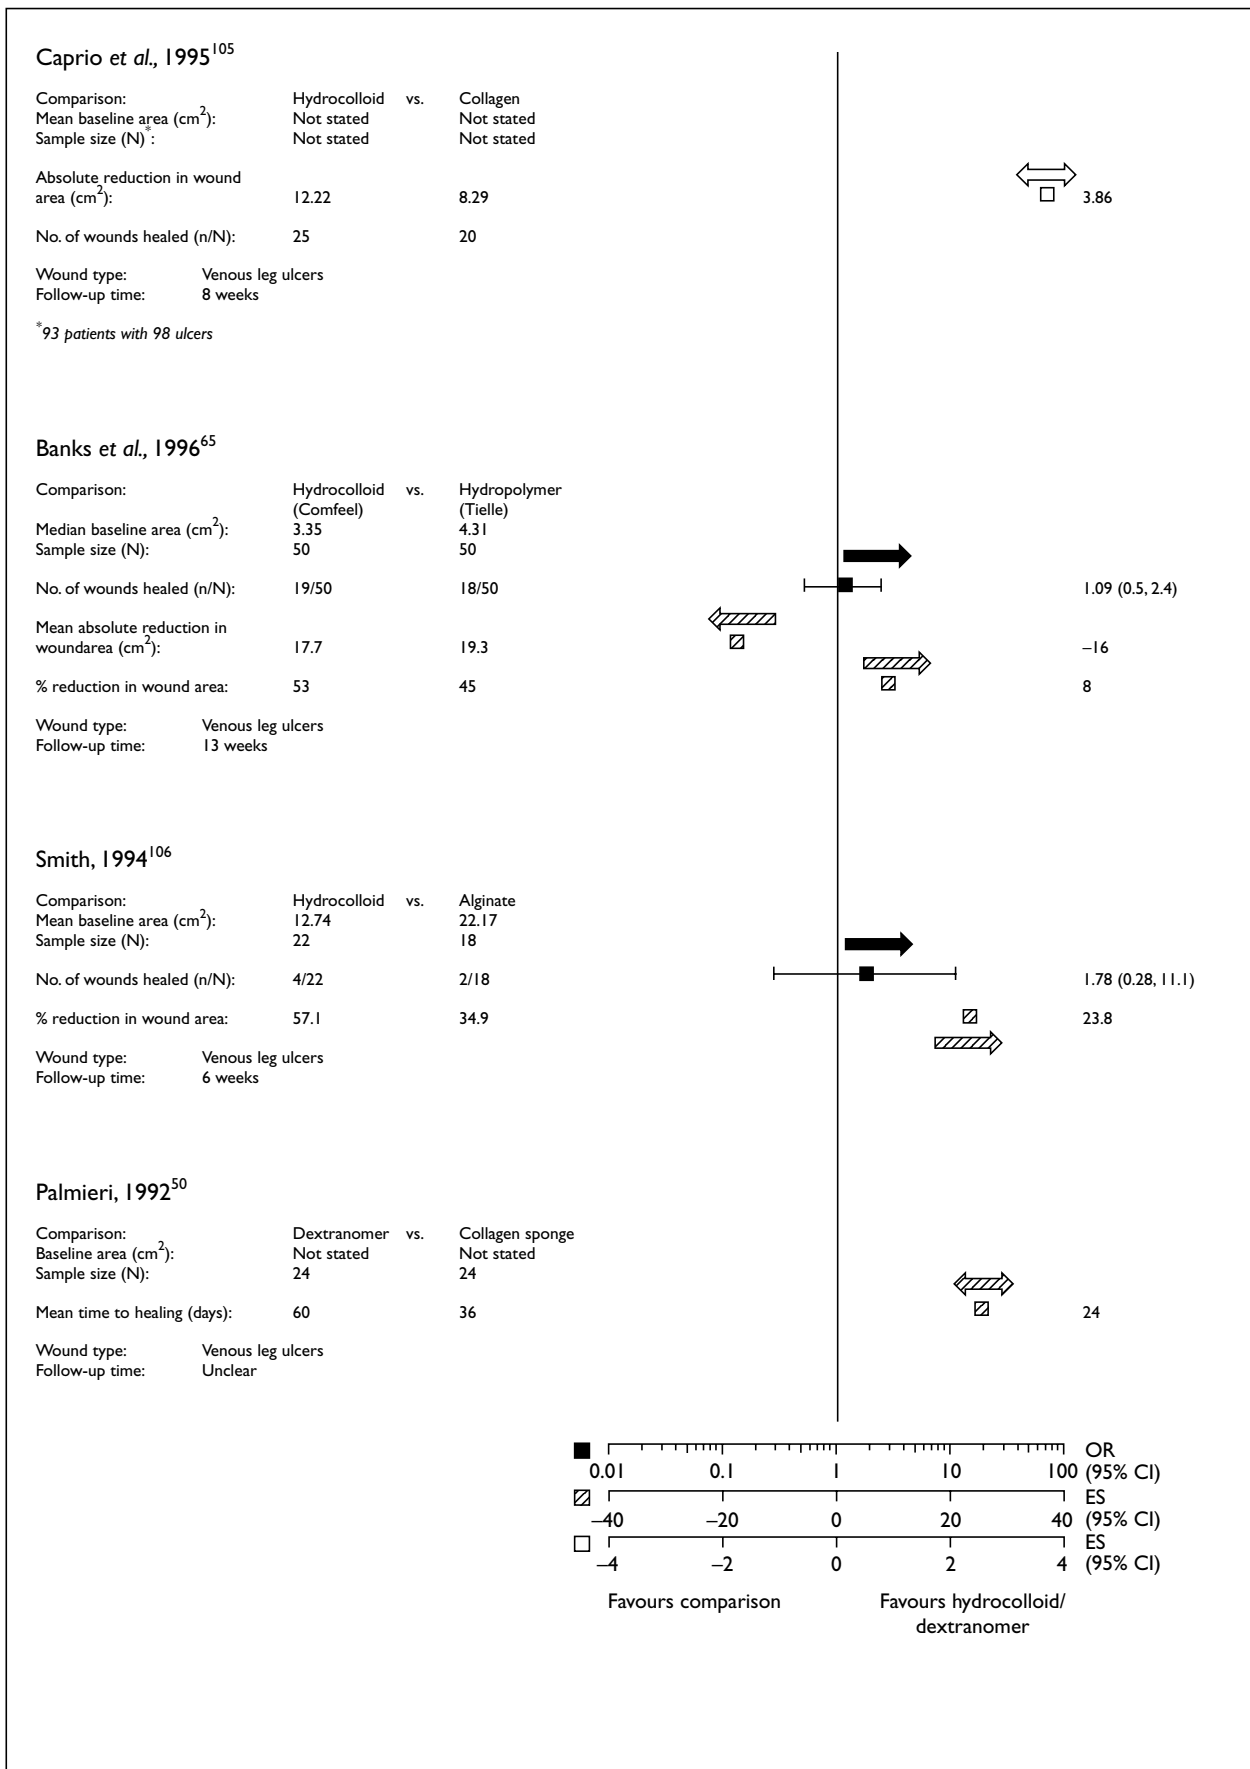 Caprio et al., 1995105
Comparison: Hydrocolloid vs. Collagen
Mean baseline area (cm2): Not stated Not stated
Sample size (N)*: Not stated Not stated
Absolute reduction in wound
area (cm2): 12.22 8.29 3.86
No. of wounds healed (n/N): 25 20
Wound type: Venous leg ulcers
Follow-up time: 8 weeks
*93 patients with 98 ulcers
Banks et al., 199665
Comparison: Hydrocolloid vs. Hydropolymer
(Comfeel) (Tielle)
Median baseline area (cm2): 3.35 4.31
Sample size (N): 50 50
No. of wounds healed (n/N): 19/50 18/50 1.09 (0.5, 2.4)
Mean absolute reduction in
woundarea (cm2): 17.7 19.3 –16
% reduction in wound area: 53 45 8
Wound type: Venous leg ulcers
Follow-up time: 13 weeks
Smith, 1994106
Comparison: Hydrocolloid vs. Alginate
Mean baseline area (cm2): 12.74 22.17
Sample size (N): 22 18
No. of wounds healed (n/N): 4/22 2/18 1.78 (0.28, 11.1)
% reduction in wound area: 57.1 34.9 23.8
Wound type: Venous leg ulcers
Follow-up time: 6 weeks
Palmieri, 199250
Comparison: Dextranomer vs. Collagen sponge
Baseline area (cm2): Not stated Not stated
Sample size (N): 24 24
Mean time to healing (days): 60 36 24
Wound type: Venous leg ulcers
Follow-up time: Unclear
OR
0.01 0.1 1 10 100 (95% CI)
ES
–40 –20 0 20 40 (95% CI)
ES
–4 –2 0 2 4 (95% CI)
Favours comparison Favours hydrocolloid/
dextranomer